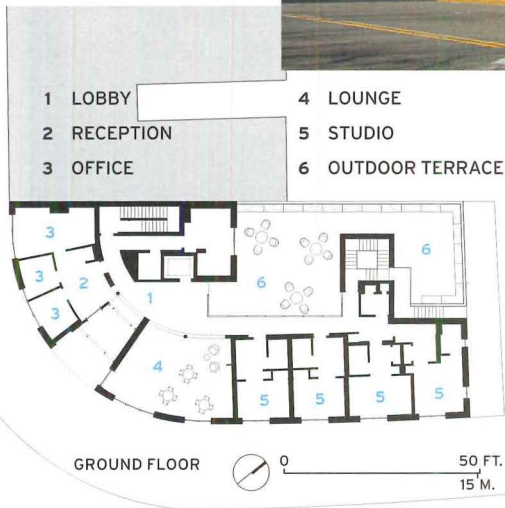 1 LOBBY
2 RECEPTION
3 OFFICE
4 LOUNGE
5 STUDIO
6 OUTDOOR TERRACE
3
3
2
3
1
6
6
4
5
5
5
5
GROUND FLOOR
0
50 FT.
15 M.